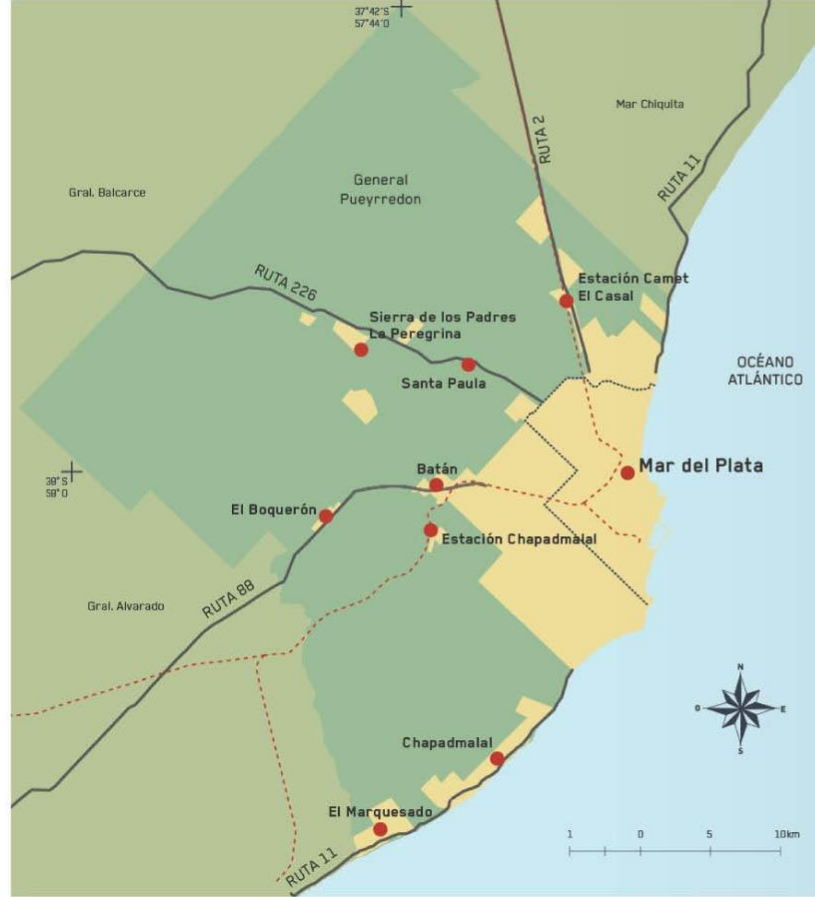 37°42'S
57°44'O
Mar Chiquita
RUTA 2
RUTA 11
General
Pueyrredon
Gral. Balcarce
RUTA 226
Estación Camet
El Casal
Sierra de los Padres
La Peregrina
OCÉANO
ATLÁNTICO
Santa Paula
Mar del Plata
Batán
38° S
58° O
El Boquerón
Estación Chapadmalal
RUTA 88
Gral. Alvarado
N
O
E
S
Chapadmalal
El Marquesado
1 0 5 10km
RUTA 11